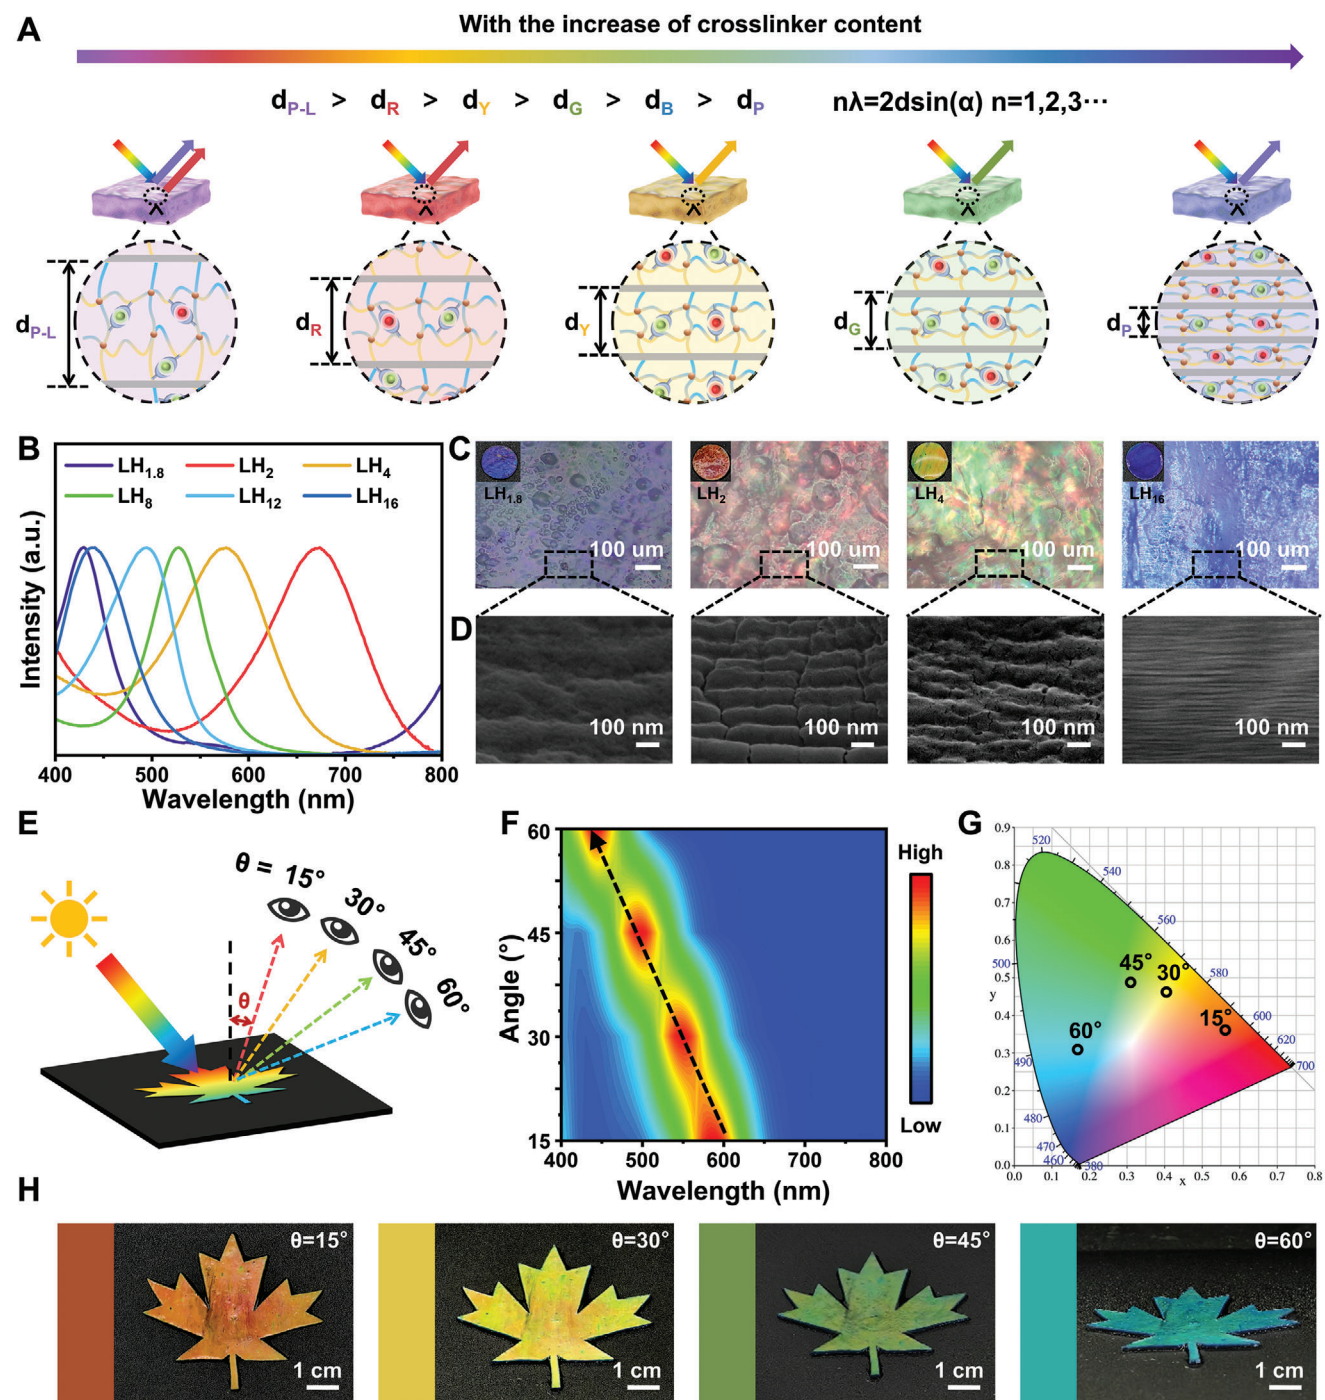 A
With the increase of crosslinker content
dP-L > dR > dY > dG > dB > dP nλ=2dsin(α) n=1,2,3···
dP-L
dR
dY
dG
dP
B
LH1.8 LH2 LH4
LH8 LH12 LH16
Intensity (a.u.)
400 500 600 700 800
Wavelength (nm)
C
LH1.8
100 um
LH2
100 um
LH4
100 um
LH16
100 um
D
100 nm
100 nm
100 nm
100 nm
E
θ = 15°
30°
45°
60°
θ
F
60
45
30
15
Angle (°)
400 500 600 700 800
Wavelength (nm)
High
Low
G
0.9
0.8
0.7
0.6
0.5
0.4
0.3
0.2
0.1
0.0
y
0.0 0.1 0.2 0.3 0.4 0.5 0.6 0.7 0.8
x
520
540
560
580
600
620
700
500
490
480
470
460
380
45°
30°
15°
60°
H
θ=15°
1 cm
θ=30°
1 cm
θ=45°
1 cm
θ=60°
1 cm